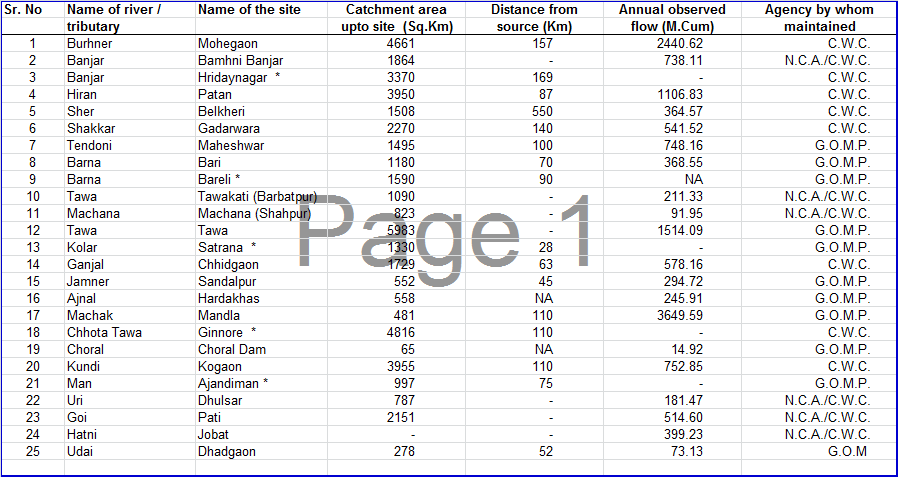 Sr. No Name of river / Name of the site Catchment area Distance from Annual observed Agency by whom
tributary upto site (Sq.Km) source (Km) flow (M.Cum) maintained
1 Burhner Mohegaon 4661 157 2440.62 C.W.C.
2 Banjar Bamhni Banjar 1864 - 738.11 N.C.A./C.W.C.
3 Banjar Hridaynagar * 3370 169 - C.W.C.
4 Hiran Patan 3950 87 1106.83 C.W.C.
5 Sher Belkheri 1508 550 364.57 C.W.C.
6 Shakkar Gadarwara 2270 140 541.52 C.W.C.
7 Tendoni Maheshwar 1495 100 748.16 G.O.M.P.
8 Barna Bari 1180 70 368.55 G.O.M.P.
9 Barna Bareli * 1590 90 NA G.O.M.P.
10 Tawa Tawakati (Barbatpur) 1090 - 211.33 N.C.A./C.W.C.
11 Machana Machana (Shahpur) 823 - 91.95 N.C.A./C.W.C.
12 Tawa Tawa 5983 - 1514.09 G.O.M.P.
Page 1
13 Kolar Satrana * 1330 28 - G.O.M.P.
14 Ganjal Chhidgaon 1729 63 578.16 C.W.C.
15 Jamner Sandalpur 552 45 294.72 G.O.M.P.
16 Ajnal Hardakhas 558 NA 245.91 G.O.M.P.
17 Machak Mandla 481 110 3649.59 G.O.M.P.
18 Chhota Tawa Ginnore * 4816 110 - C.W.C.
19 Choral Choral Dam 65 NA 14.92 G.O.M.P.
20 Kundi Kogaon 3955 110 752.85 C.W.C.
21 Man Ajandiman * 997 75 - G.O.M.P.
22 Uri Dhulsar 787 - 181.47 N.C.A./C.W.C.
23 Goi Pati 2151 - 514.60 N.C.A./C.W.C.
24 Hatni Jobat - - 399.23 N.C.A./C.W.C.
25 Udai Dhadgaon 278 52 73.13 G.O.M